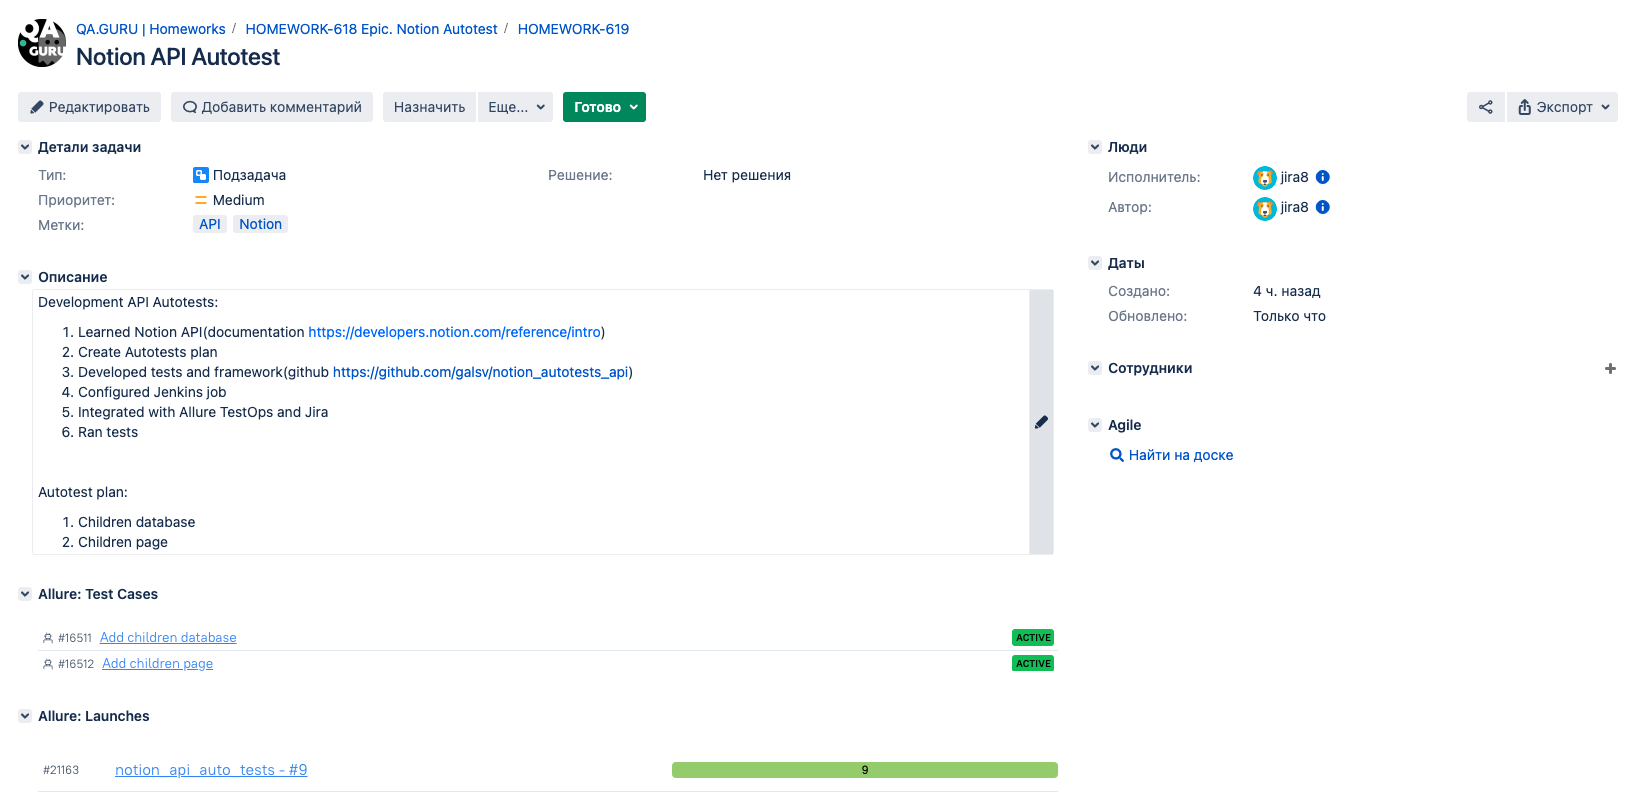 QA
GURU
QA.GURU | Homeworks / HOMEWORK-618 Epic. Notion Autotest / HOMEWORK-619
Notion API Autotest
Редактировать Добавить комментарий Назначить Еще... Готово Экспорт
Детали задачи
Тип: Подзадача Решение: Нет решения
Приоритет: Medium
Метки: API Notion
Описание
Development API Autotests:
1. Learned Notion API(documentation https://developers.notion.com/reference/intro)
2. Create Autotests plan
3. Developed tests and framework(github https://github.com/galsv/notion_autotests_api)
4. Configured Jenkins job
5. Integrated with Allure TestOps and Jira
6. Ran tests
Autotest plan:
1. Children database
2. Children page
Allure: Test Cases
#16511 Add children database ACTIVE
#16512 Add children page ACTIVE
Allure: Launches
#21163 notion_api_auto_tests - #9 9
Люди
Исполнитель: jira8
Автор: jira8
Даты
Создано: 4 ч. назад
Обновлено: Только что
Сотрудники
Agile
Найти на доске